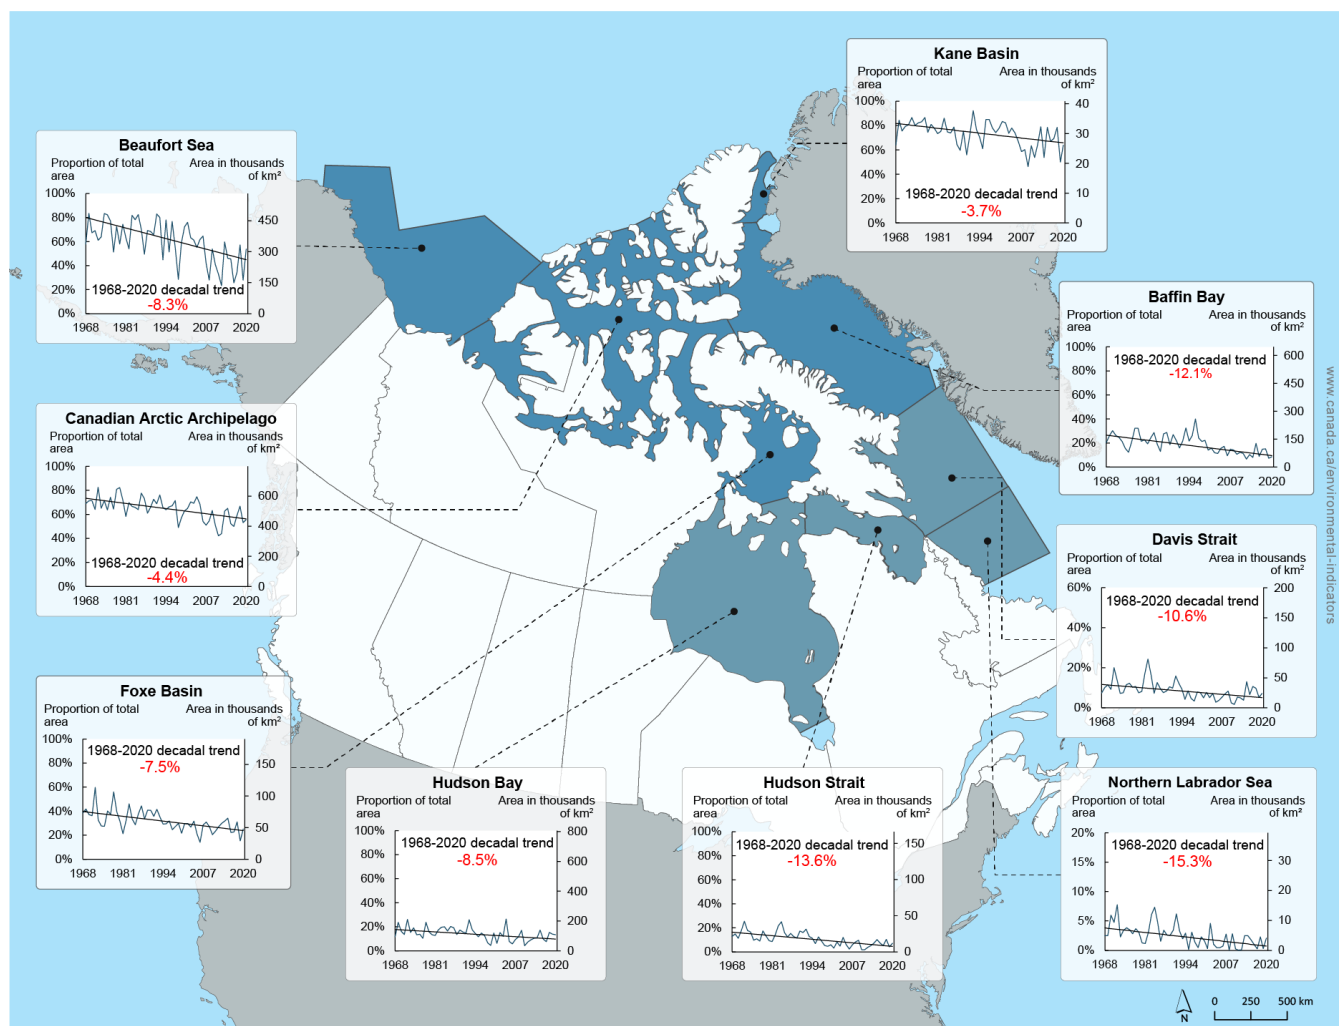 Kane Basin
Proportion of total area
Area in thousands of km²
100%
80%
60%
40%
20%
0%
40
30
20
10
0
1968-2020 decadal trend
-3.7%
1968 1981 1994 2007 2020
Beaufort Sea
Proportion of total area
Area in thousands of km²
100%
80%
60%
40%
20%
0%
450
300
150
0
1968-2020 decadal trend
-8.3%
1968 1981 1994 2007 2020
Baffin Bay
Proportion of total area
Area in thousands of km²
100%
80%
60%
40%
20%
0%
600
450
300
150
0
1968-2020 decadal trend
-12.1%
1968 1981 1994 2007 2020
Canadian Arctic Archipelago
Proportion of total area
Area in thousands of km²
100%
80%
60%
40%
20%
0%
600
400
200
0
1968-2020 decadal trend
-4.4%
1968 1981 1994 2007 2020
Davis Strait
Proportion of total area
Area in thousands of km²
60%
40%
20%
0%
200
150
100
50
0
1968-2020 decadal trend
-10.6%
1968 1981 1994 2007 2020
Foxe Basin
Proportion of total area
Area in thousands of km²
100%
80%
60%
40%
20%
0%
150
100
50
0
1968-2020 decadal trend
-7.5%
1968 1981 1994 2007 2020
Hudson Bay
Proportion of total area
Area in thousands of km²
100%
80%
60%
40%
20%
0%
800
600
400
200
0
1968-2020 decadal trend
-8.5%
1968 1981 1994 2007 2020
Hudson Strait
Proportion of total area
Area in thousands of km²
100%
80%
60%
40%
20%
0%
150
100
50
0
1968-2020 decadal trend
-13.6%
1968 1981 1994 2007 2020
Northern Labrador Sea
Proportion of total area
Area in thousands of km²
20%
15%
10%
5%
0%
30
20
10
0
1968-2020 decadal trend
-15.3%
1968 1981 1994 2007 2020
www.canada.ca/environmental-indicators
N
0 250 500 km